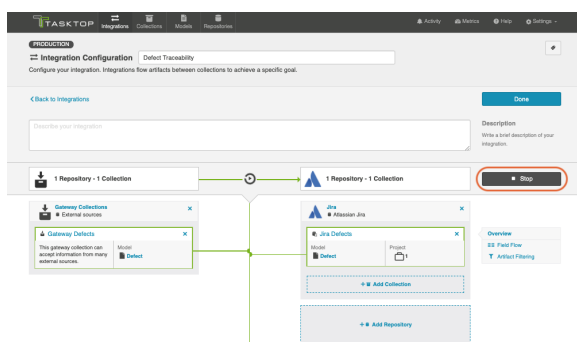 TASKTOP
Integrations
Collections
Models
Repositories
Activity
Metrics
Help
Settings
PRODUCTION
Integration Configuration
Defect Traceability
Configure your integration. Integrations flow artifacts between collections to achieve a specific goal.
Back to Integrations
Done
Describe your integration
Description
Write a brief description of your
integration.
1 Repository - 1 Collection
1 Repository - 1 Collection
Stop
Gateway Collections
External sources
Jira
Atlassian Jira
Gateway Defects
This gateway collection can
accept information from many
external sources.
Model
Defect
Jira Defects
Model
Defect
Project
1
Overview
Field Flow
Artifact Filtering
+ Add Collection
+ Add Repository